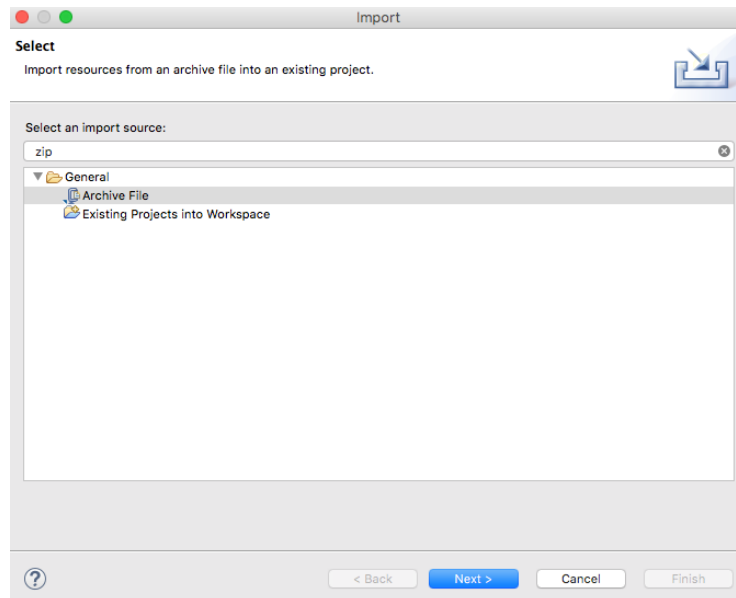 Import
Select
Import resources from an archive file into an existing project.
Select an import source:
zip
General
Archive File
Existing Projects into Workspace
?
< Back
Next >
Cancel
Finish